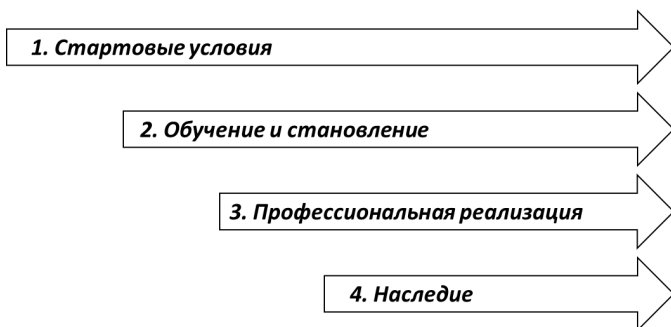 1. Стартовые условия
2. Обучение и становление
3. Профессиональная реализация
4. Наследие